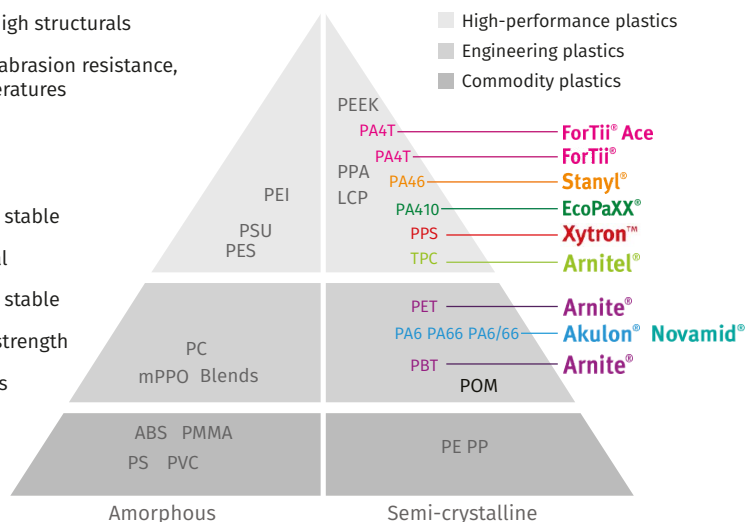 igh structurals
abrasion resistance,
eratures
stable
al
stable
strength
s
High-performance plastics
Engineering plastics
Commodity plastics
PEEK
PA4T ForTii® Ace
PA4T ForTii®
PPA
PA46 Stanyl®
LCP
PEI
PA410 EcoPaXX®
PSU
PPS Xytron™
PES
TPC Arnitel®
PET Arnite®
PA6 PA66 PA6/66 Akulon® Novamid®
PC
PBT Arnite®
mPPO Blends
POM
ABS PMMA
PS PVC
PE PP
Amorphous
Semi-crystalline